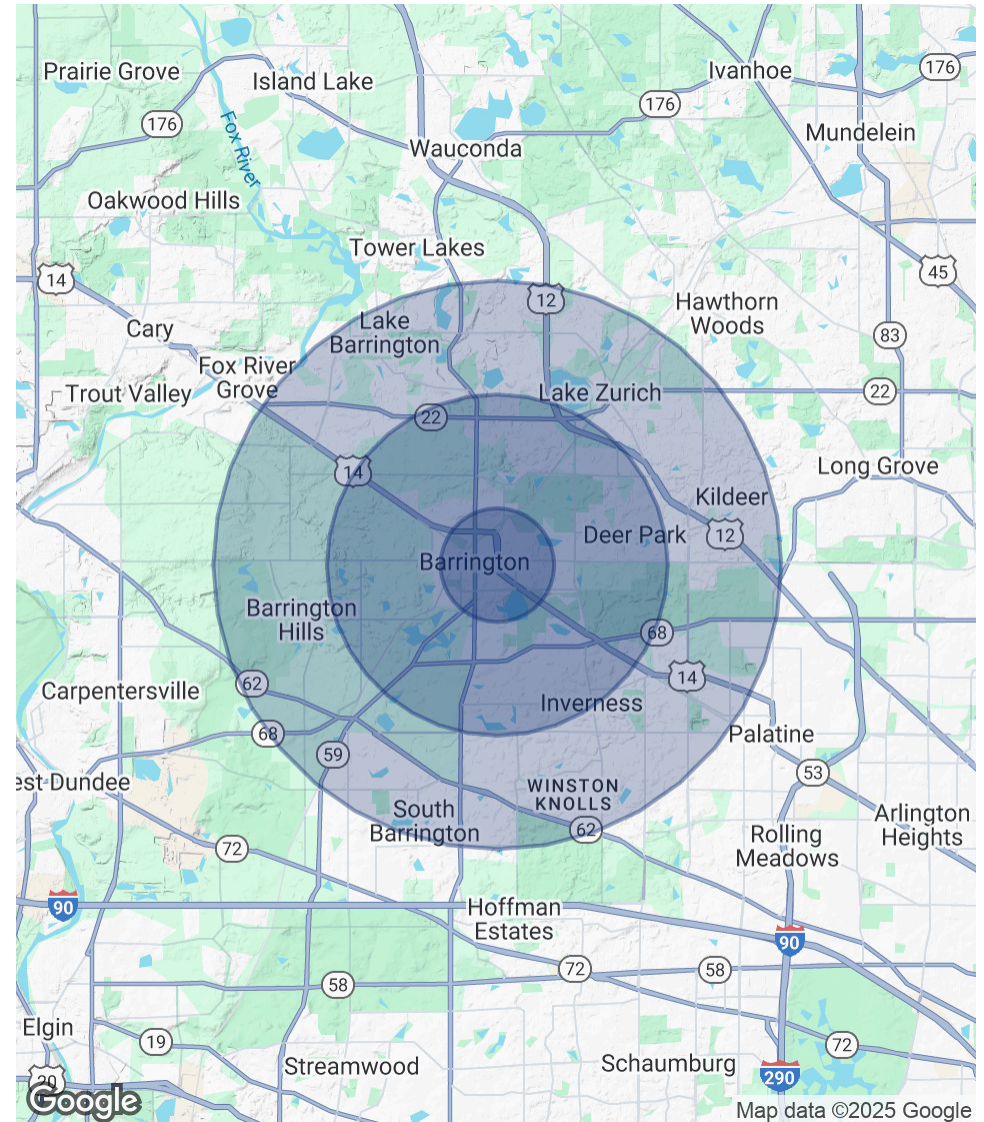 Prairie Grove
Island Lake
Ivanhoe
176
176
176
Fox River
Mundelein
Wauconda
Oakwood Hills
Tower Lakes
14
45
12
Hawthorn
Woods
Cary
Lake
Barrington
83
Fox River
Grove
Trout Valley
Lake Zurich
22
22
14
Long Grove
Kildeer
Deer Park
12
Barrington
Barrington
Hills
68
14
62
Carpentersville
Inverness
68
Palatine
59
53
est Dundee
WINSTON
KNOLLS
South
Barrington
62
Arlington
Heights
Rolling
Meadows
72
90
Hoffman
Estates
90
72
58
58
Elgin
19
72
Streamwood
Schaumburg
290
20
Google
Map data ©2025 Google